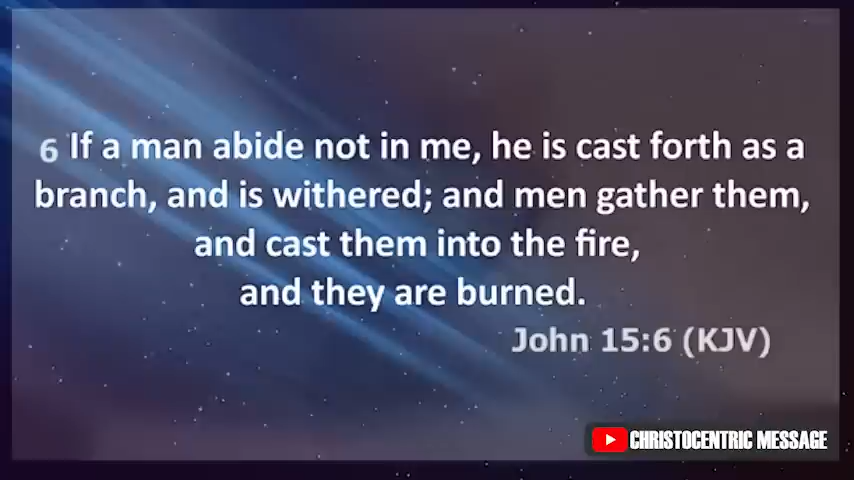 6 If a man abide not in me, he is cast forth as a
branch, and is withered; and men gather them,
and cast them into the fire,
and they are burned.
John 15:6 (KJV)
CHRISTOCENTRIC MESSAGE